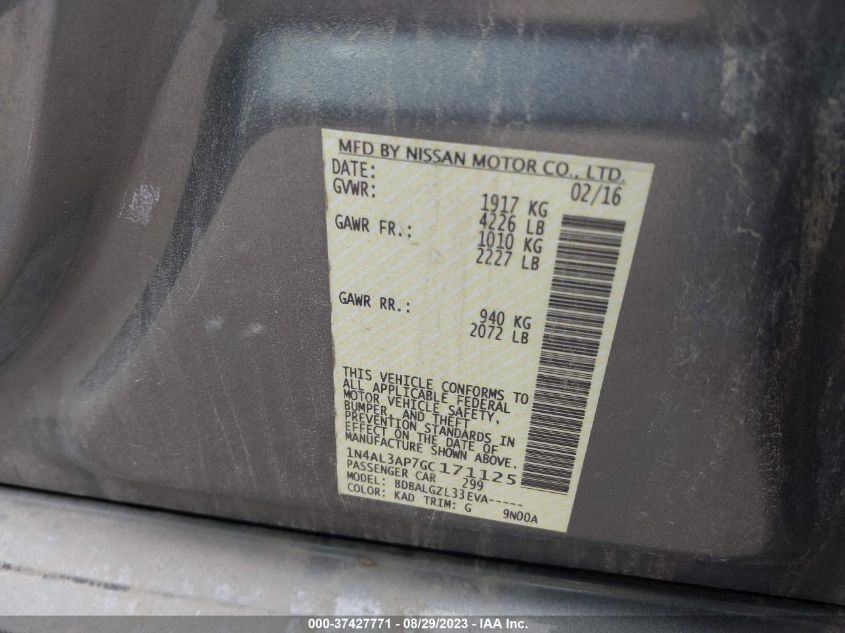 MFD BY NISSAN MOTOR CO., LTD.
DATE: 02/16
GVWR: 1917 KG
4226 LB
GAWR FR.: 1010 KG
2227 LB
GAWR RR.: 940 KG
2072 LB
THIS VEHICLE CONFORMS TO
ALL APPLICABLE FEDERAL
MOTOR VEHICLE SAFETY,
BUMPER, AND THEFT
PREVENTION STANDARDS IN
EFFECT ON THE DATE OF
MANUFACTURE SHOWN ABOVE.
1N4AL3AP7GC171125
PASSENGER CAR 299
MODEL: BDBALGZL33EVA-----
COLOR: KAD TRIM: G 9N00A
000-37427771 - 08/29/2023 - IAA Inc.